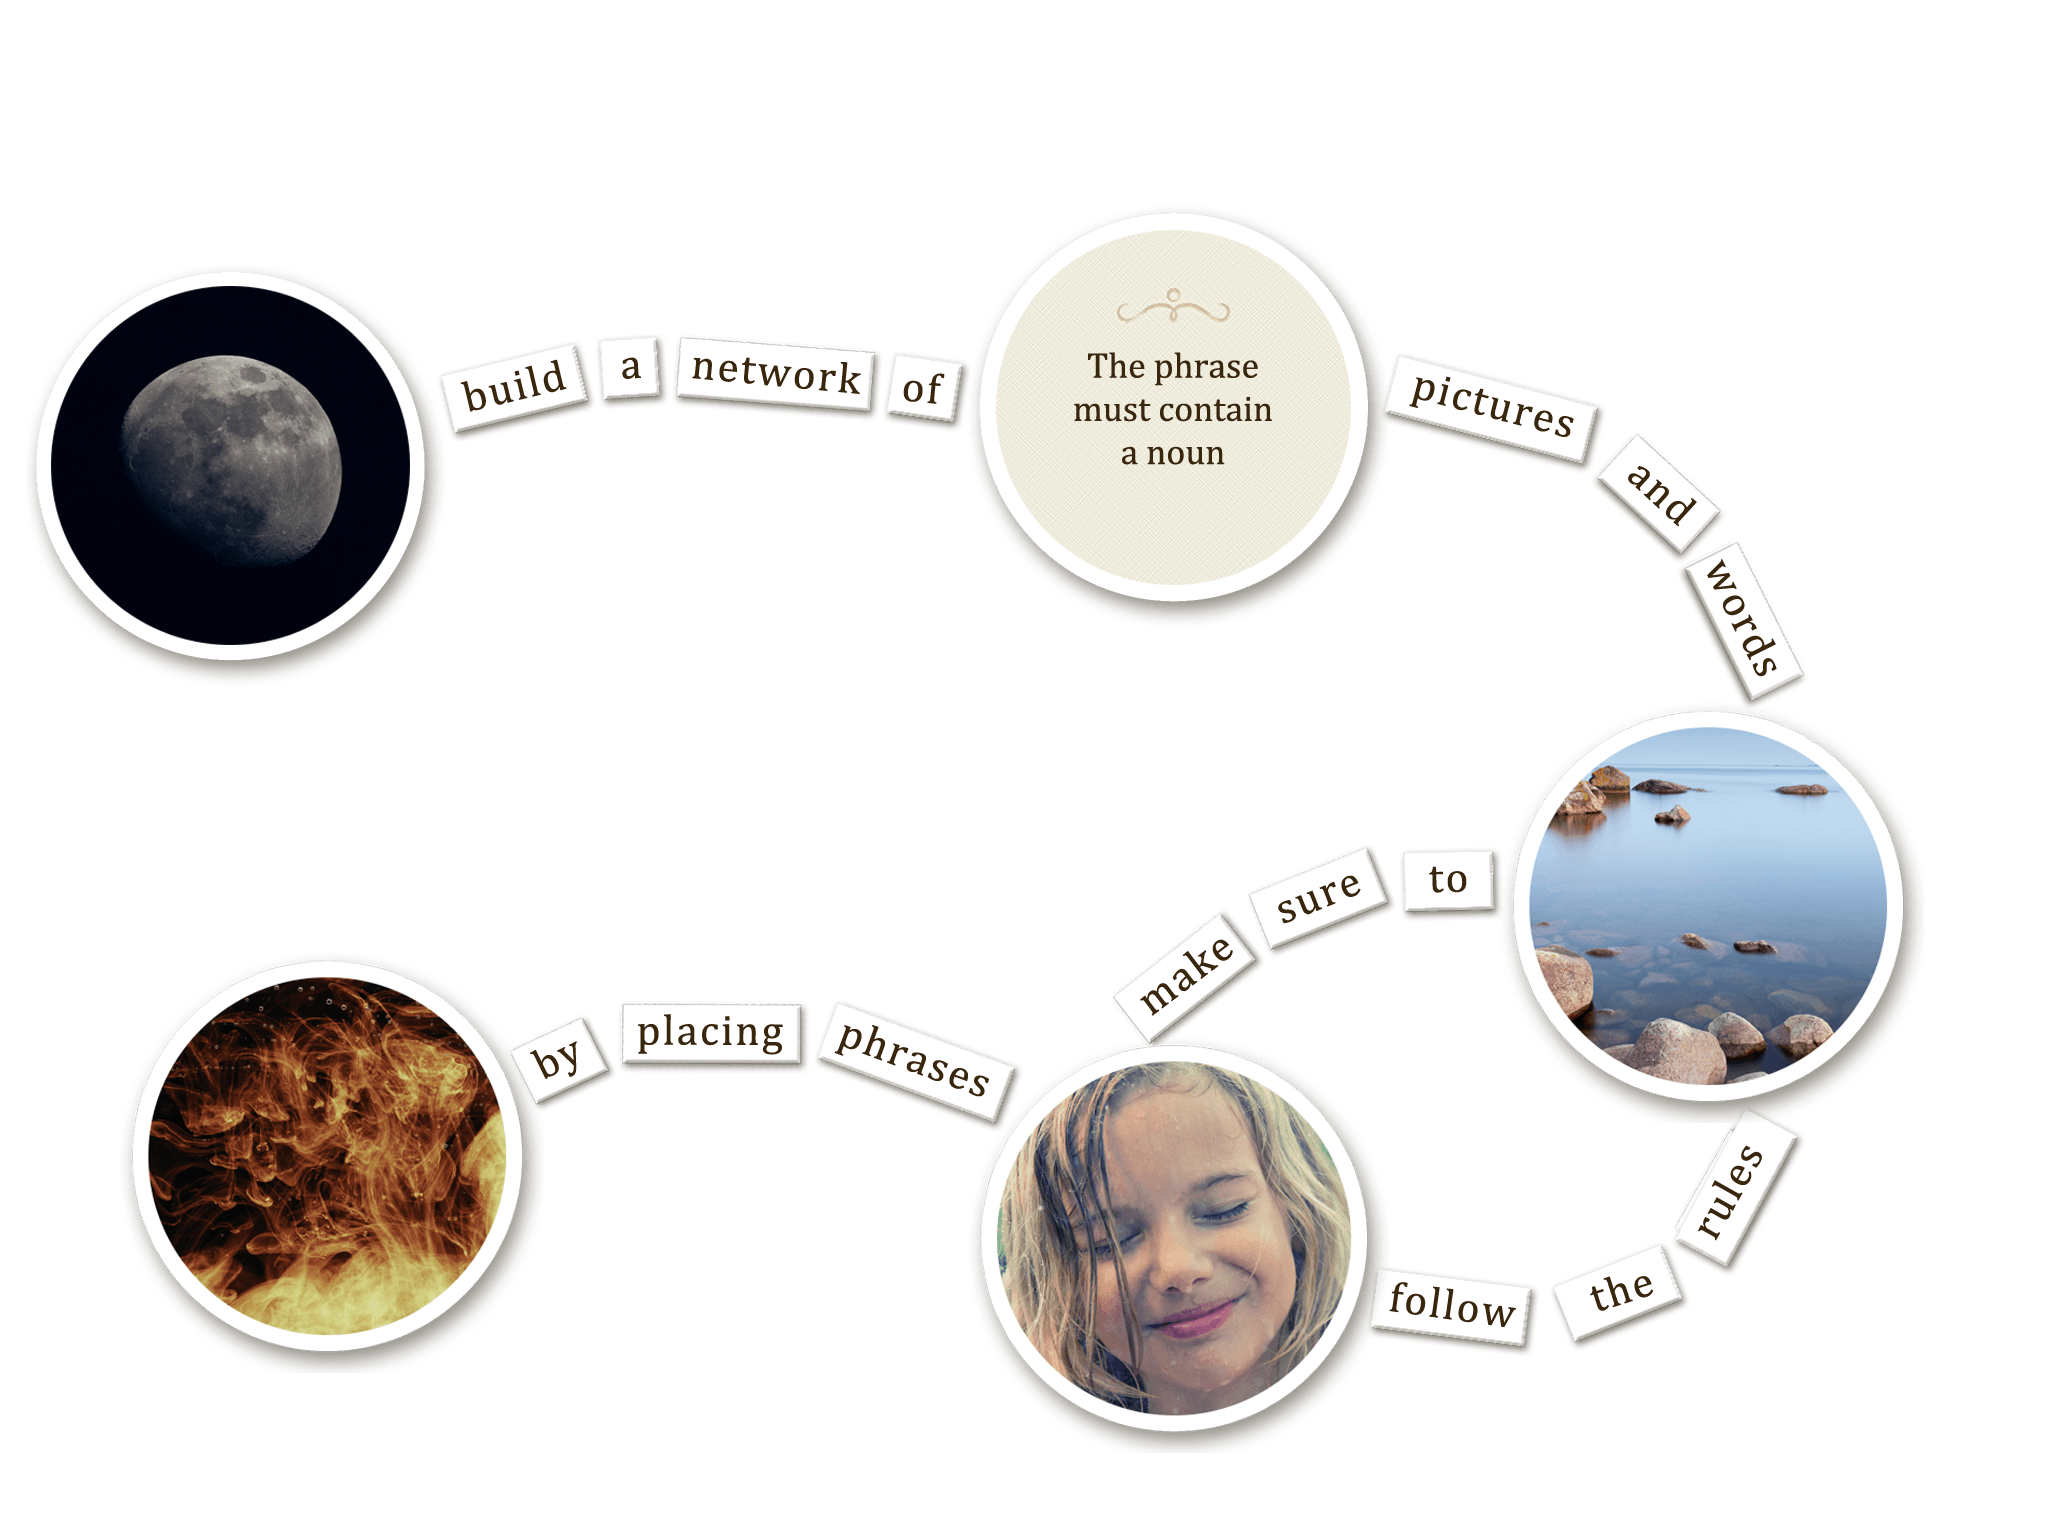 build a network of
The phrase
must contain
a noun
pictures and words
by placing phrases
make sure to
follow the rules